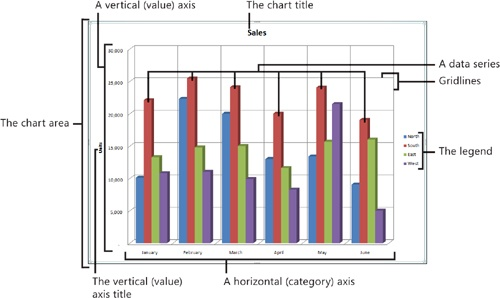 A vertical (value) axis
The chart title
Sales
30,000
A data series
25,000
Gridlines
20,000
The chart area
15,000
North
South
East
West
The legend
10,000
5,000
January
February
March
April
May
June
The vertical (value)
axis title
A horizontal (category) axis